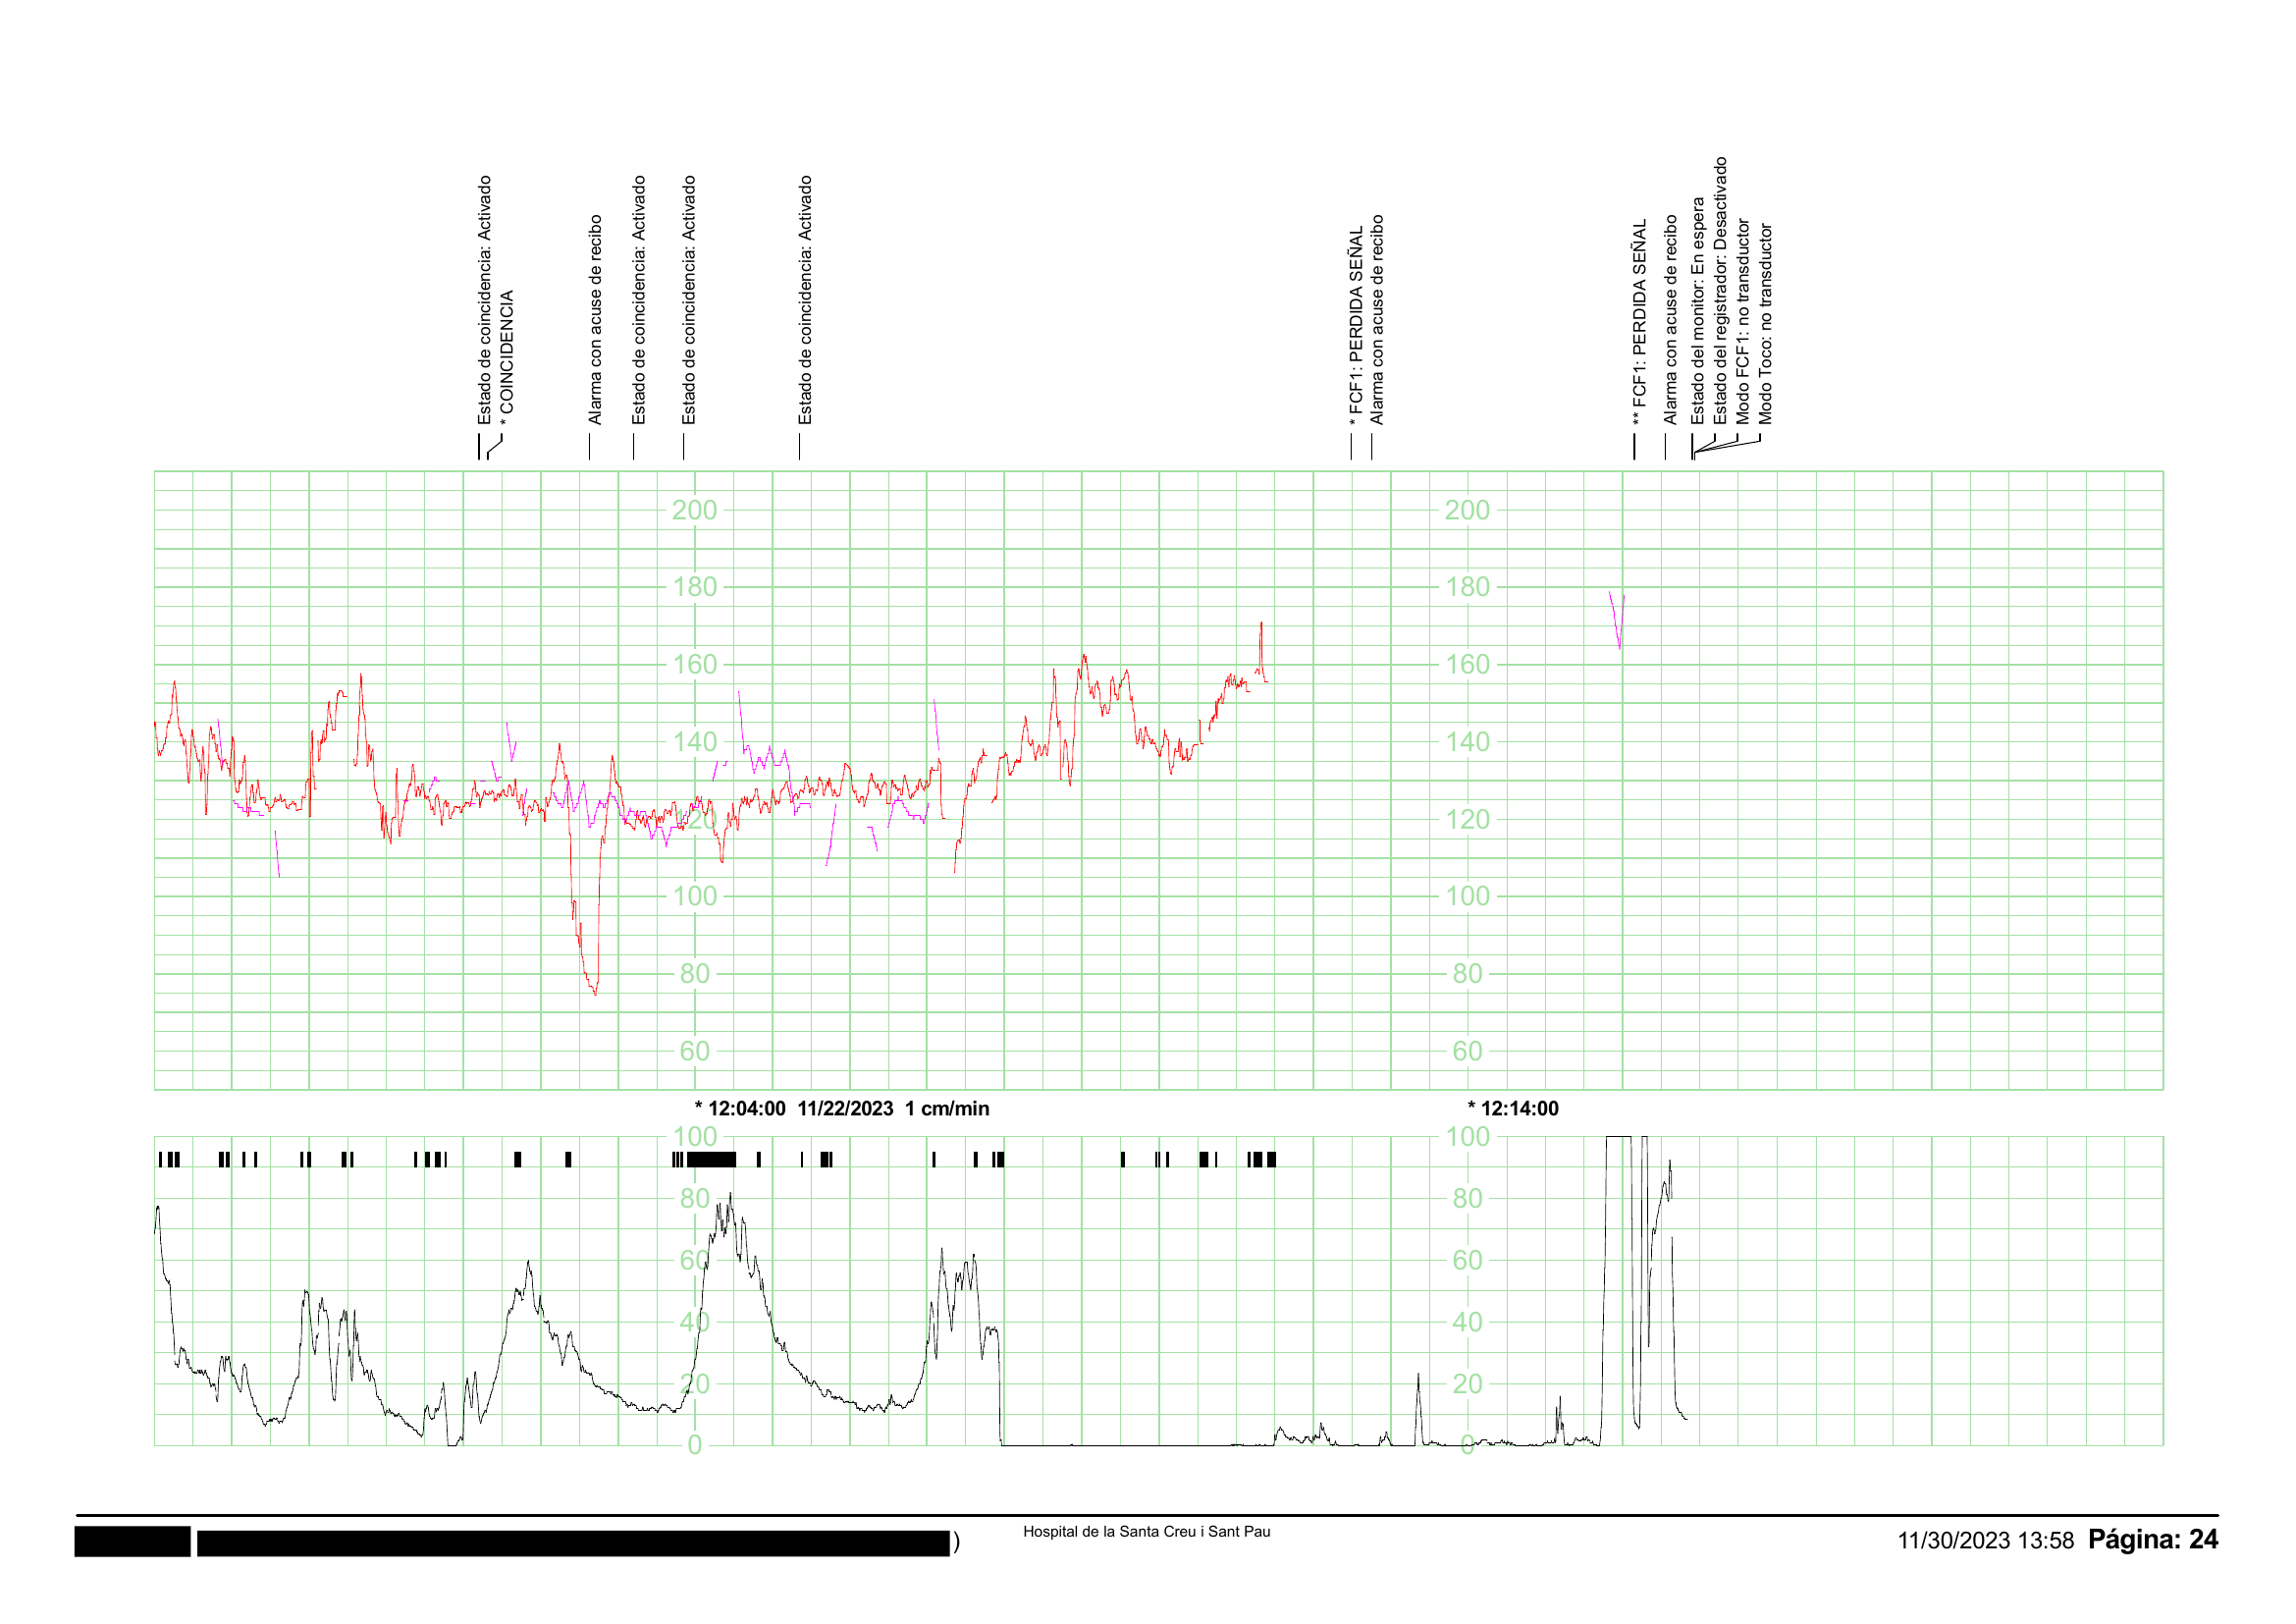 Estado de coincidencia: Activado
* COINCIDENCIA
Alarma con acuse de recibo
Estado de coincidencia: Activado
Estado de coincidencia: Activado
Estado de coincidencia: Activado
* FCF1: PERDIDA SEÑAL
Alarma con acuse de recibo
** FCF1: PERDIDA SEÑAL
Alarma con acuse de recibo
Estado del monitor: En espera
Estado del registrador: Desactivado
Modo FCF1: no transductor
Modo Toco: no transductor
200 200
180 180
160 160
140 140
120 120
100 100
80 80
60 60
* 12:04:00 11/22/2023 1 cm/min * 12:14:00
100 100
80 80
60 60
40 40
20 20
0 0
) Hospital de la Santa Creu i Sant Pau 11/30/2023 13:58 Página: 24